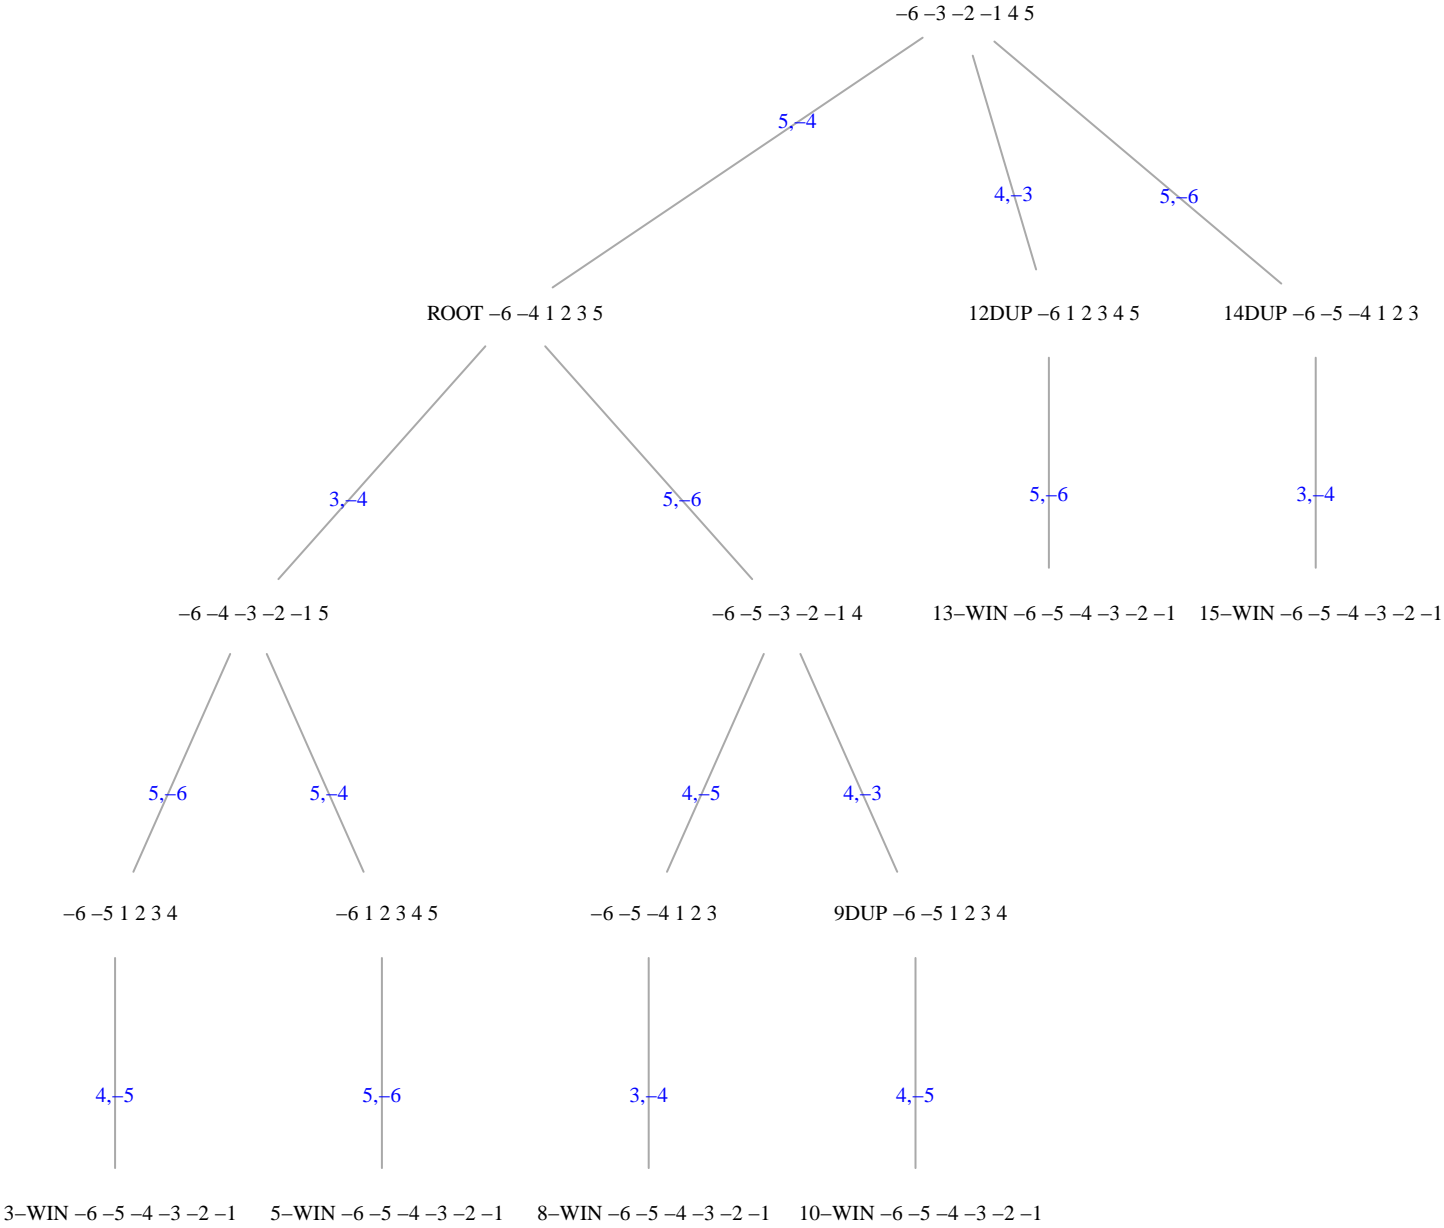 –6 –3 –2 –1 4 5
5,–4
4,–3
5,–6
ROOT –6 –4 1 2 3 5
12DUP –6 1 2 3 4 5
14DUP –6 –5 –4 1 2 3
3,–4
5,–6
5,–6
3,–4
–6 –4 –3 –2 –1 5
–6 –5 –3 –2 –1 4
13–WIN –6 –5 –4 –3 –2 –1
15–WIN –6 –5 –4 –3 –2 –1
5,–6
5,–4
4,–5
4,–3
–6 –5 1 2 3 4
–6 1 2 3 4 5
–6 –5 –4 1 2 3
9DUP –6 –5 1 2 3 4
4,–5
5,–6
3,–4
4,–5
3–WIN –6 –5 –4 –3 –2 –1
5–WIN –6 –5 –4 –3 –2 –1
8–WIN –6 –5 –4 –3 –2 –1
10–WIN –6 –5 –4 –3 –2 –1